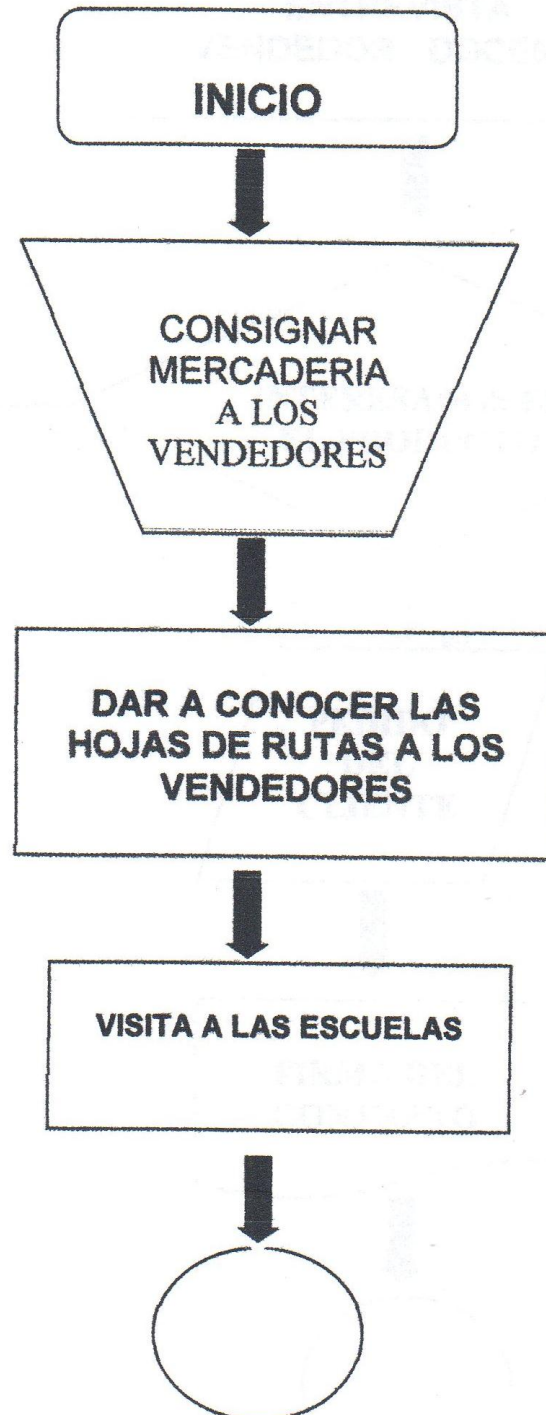 INICIO
CONSIGNAR
MERCADERIA
A LOS
VENDEDORES
DAR A CONOCER LAS
HOJAS DE RUTAS A LOS
VENDEDORES
VISITA A LAS ESCUELAS